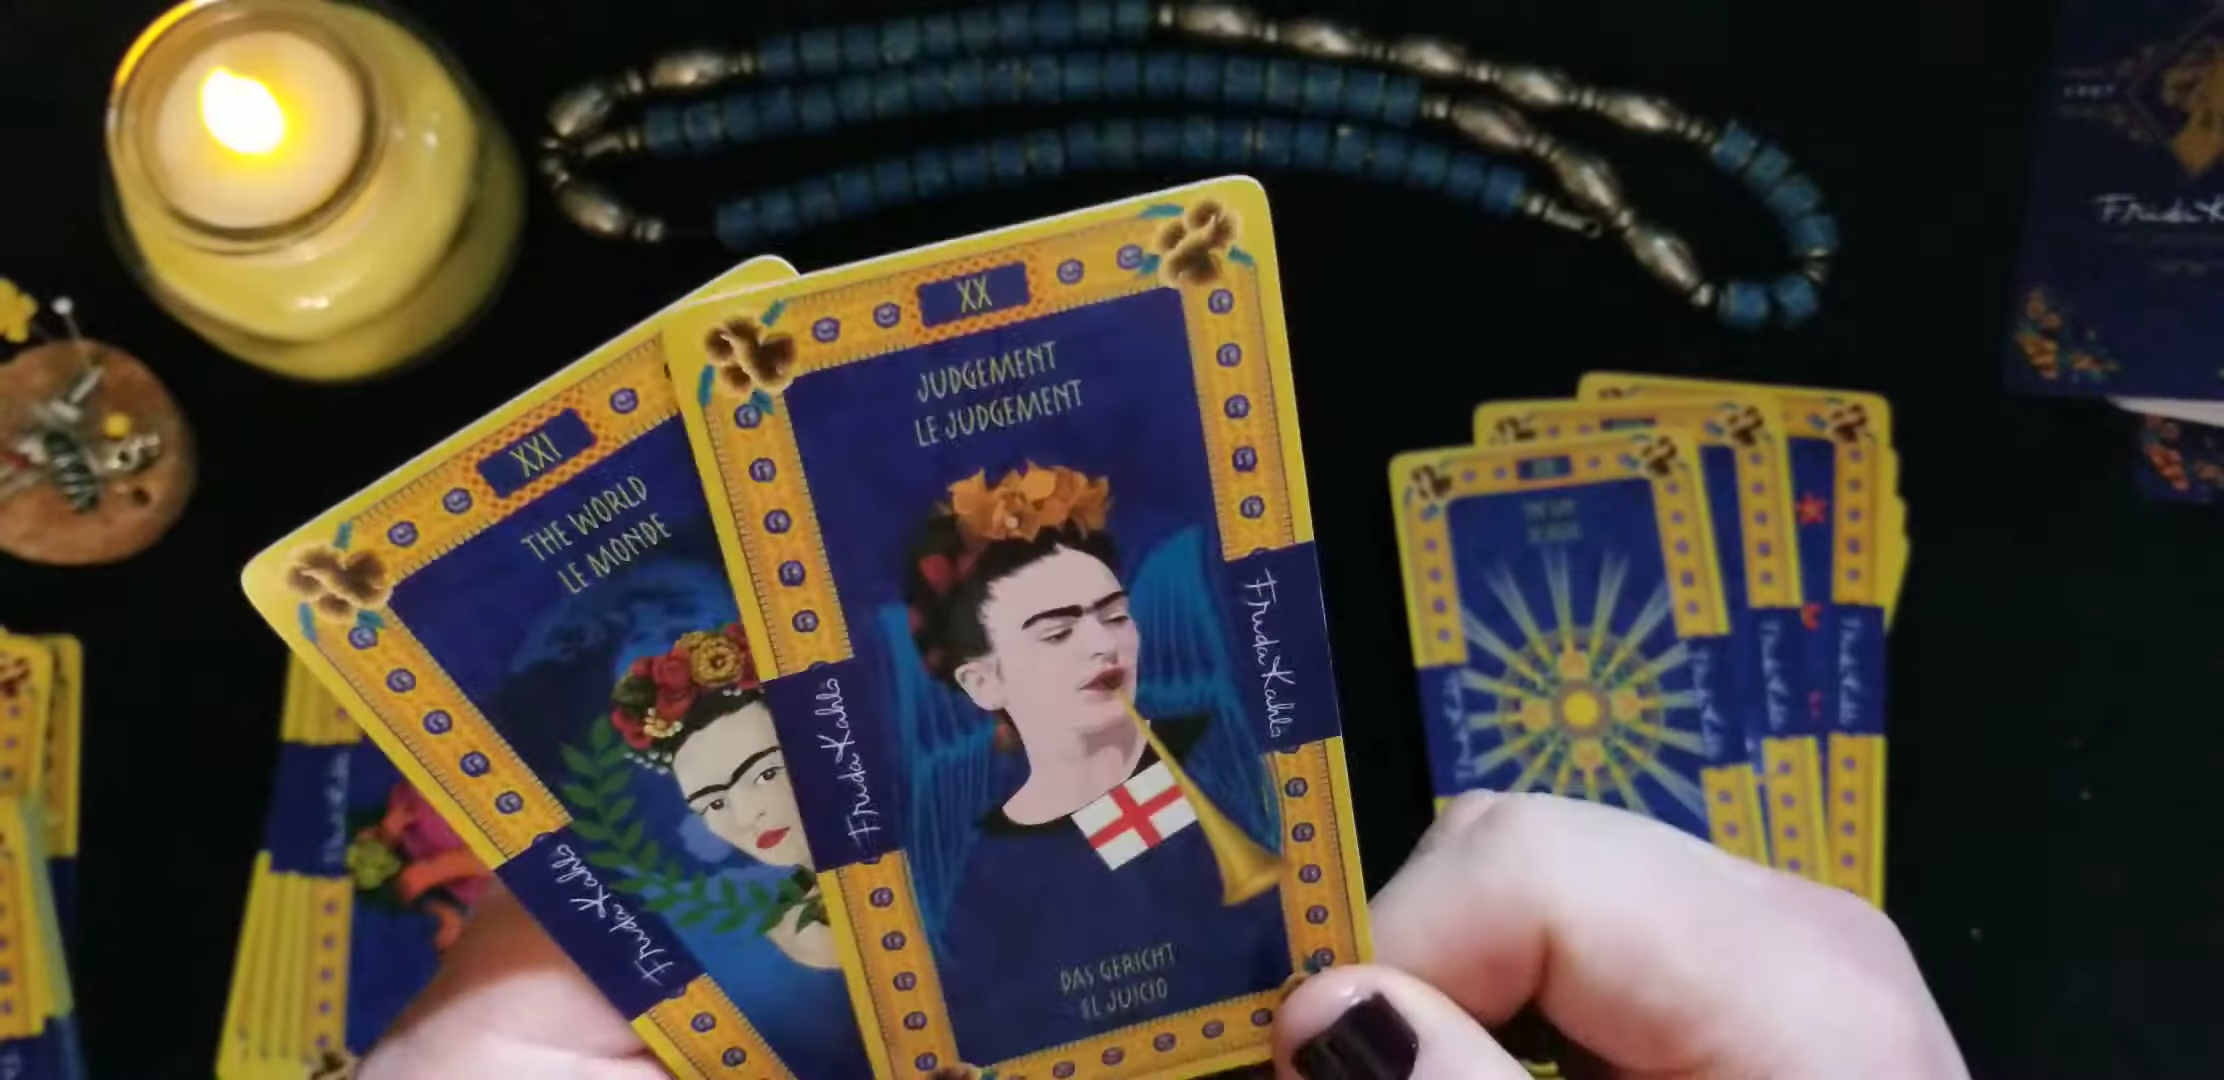 XXI
THE WORLD
LE MONDE
Frida Kahlo
XX
JUDGEMENT
LE JUDGEMENT
Frida Kahlo
Frida Kahlo
DAS GERICHT
EL JUICIO